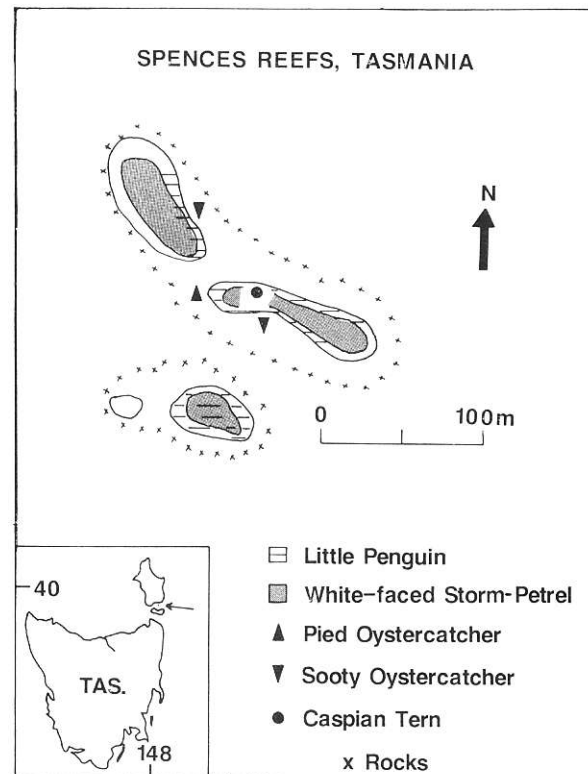 SPENCES REEFS, TASMANIA
N
0 100m
Little Penguin
White-faced Storm-Petrel
Pied Oystercatcher
Sooty Oystercatcher
Caspian Tern
x Rocks
40
TAS.
148